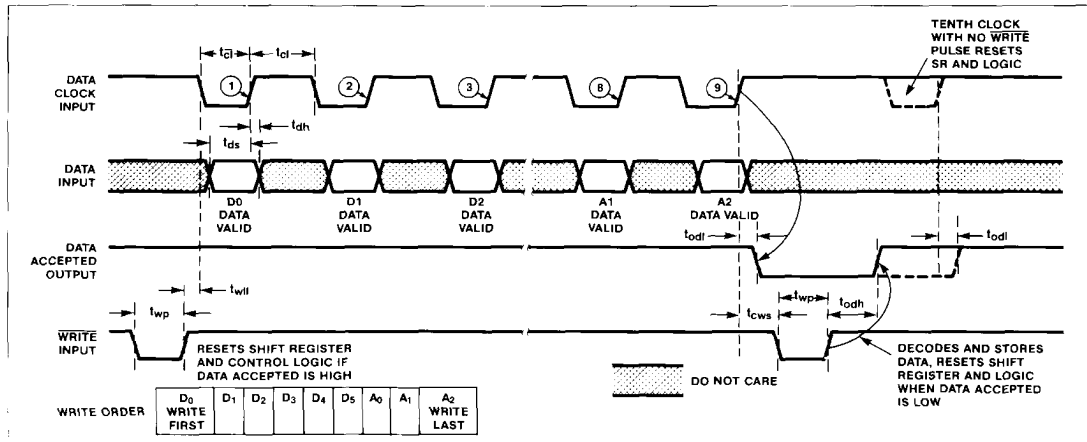 TENTH CLOCK
WITH NO WRITE
PULSE RESETS
SR AND LOGIC
tcl
tcl
DATA
CLOCK
INPUT
1
2
3
8
9
tdh
tds
DATA
INPUT
D0
DATA
VALID
D1
DATA
VALID
D2
DATA
VALID
A1
DATA
VALID
A2
DATA VALID
DATA
ACCEPTED
OUTPUT
todl
todl
twll
twp
twp
todh
tcws
WRITE
INPUT
RESETS SHIFT REGISTER
AND CONTROL LOGIC IF
DATA ACCEPTED IS HIGH
DO NOT CARE
DECODES AND STORES
DATA, RESETS SHIFT
REGISTER AND LOGIC
WHEN DATA ACCEPTED
IS LOW
WRITE ORDER
D0
WRITE
FIRST
D1
D2
D3
D4
D5
A0
A1
A2
WRITE
LAST